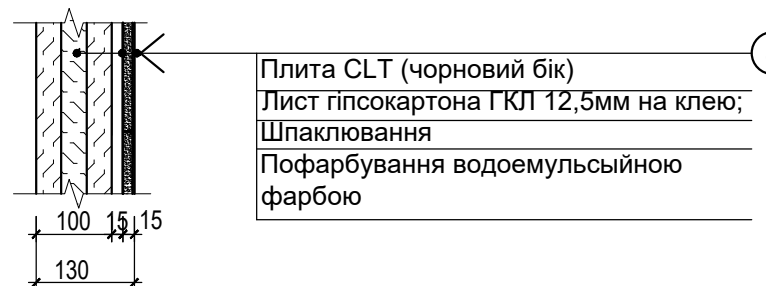 Плита CLT (чорновий бік)
Лист гіпсокартона ГКЛ 12,5мм на клею;
Шпаклювання
Пофарбування водоемульсыйною
фарбою
100 15 15
130